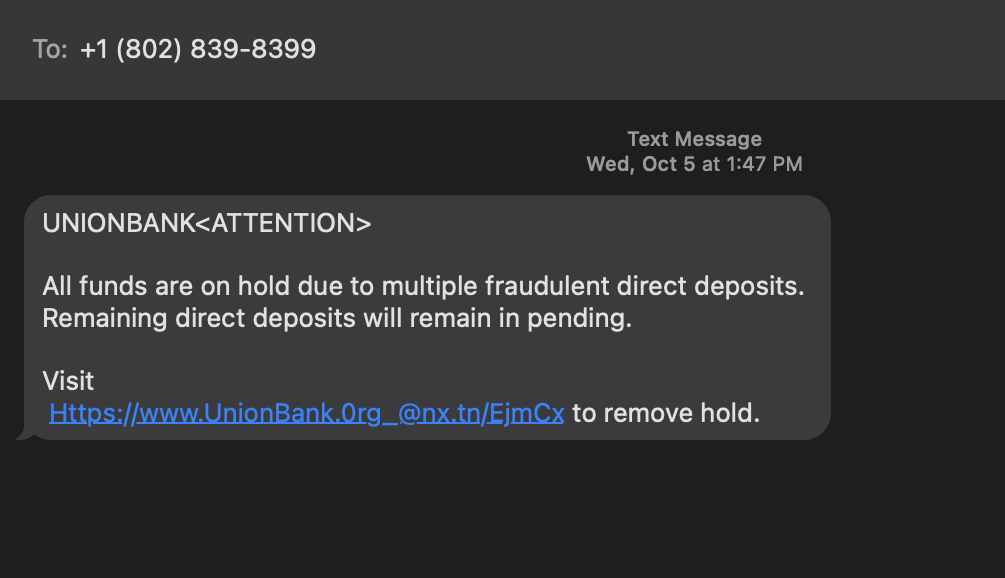 To: +1 (802) 839-8399
Text Message
Wed, Oct 5 at 1:47 PM
UNIONBANK<ATTENTION>
All funds are on hold due to multiple fraudulent direct deposits.
Remaining direct deposits will remain in pending.
Visit
Https://www.UnionBank.0rg_@nx.tn/EjmCx to remove hold.